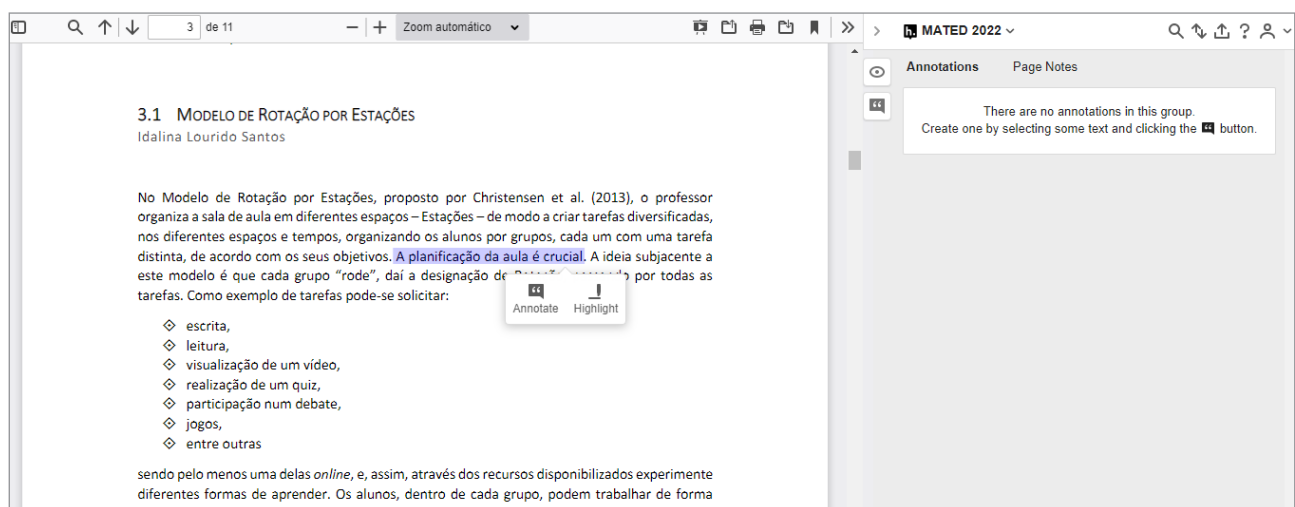 3 de 11
Zoom automático
MATED 2022
Annotations Page Notes
There are no annotations in this group.
Create one by selecting some text and clicking the button.
3.1 MODELO DE ROTAÇÃO POR ESTAÇÕES
Idalina Lourido Santos
No Modelo de Rotação por Estações, proposto por Christensen et al. (2013), o professor
organiza a sala de aula em diferentes espaços – Estações – de modo a criar tarefas diversificadas,
nos diferentes espaços e tempos, organizando os alunos por grupos, cada um com uma tarefa
distinta, de acordo com os seus objetivos. A planificação da aula é crucial. A ideia subjacente a
este modelo é que cada grupo “rode”, daí a designação de por todas as
tarefas. Como exemplo de tarefas pode-se solicitar:
Annotate Highlight
escrita,
leitura,
visualização de um vídeo,
realização de um quiz,
participação num debate,
jogos,
entre outras
sendo pelo menos uma delas online, e, assim, através dos recursos disponibilizados experimente
diferentes formas de aprender. Os alunos, dentro de cada grupo, podem trabalhar de forma